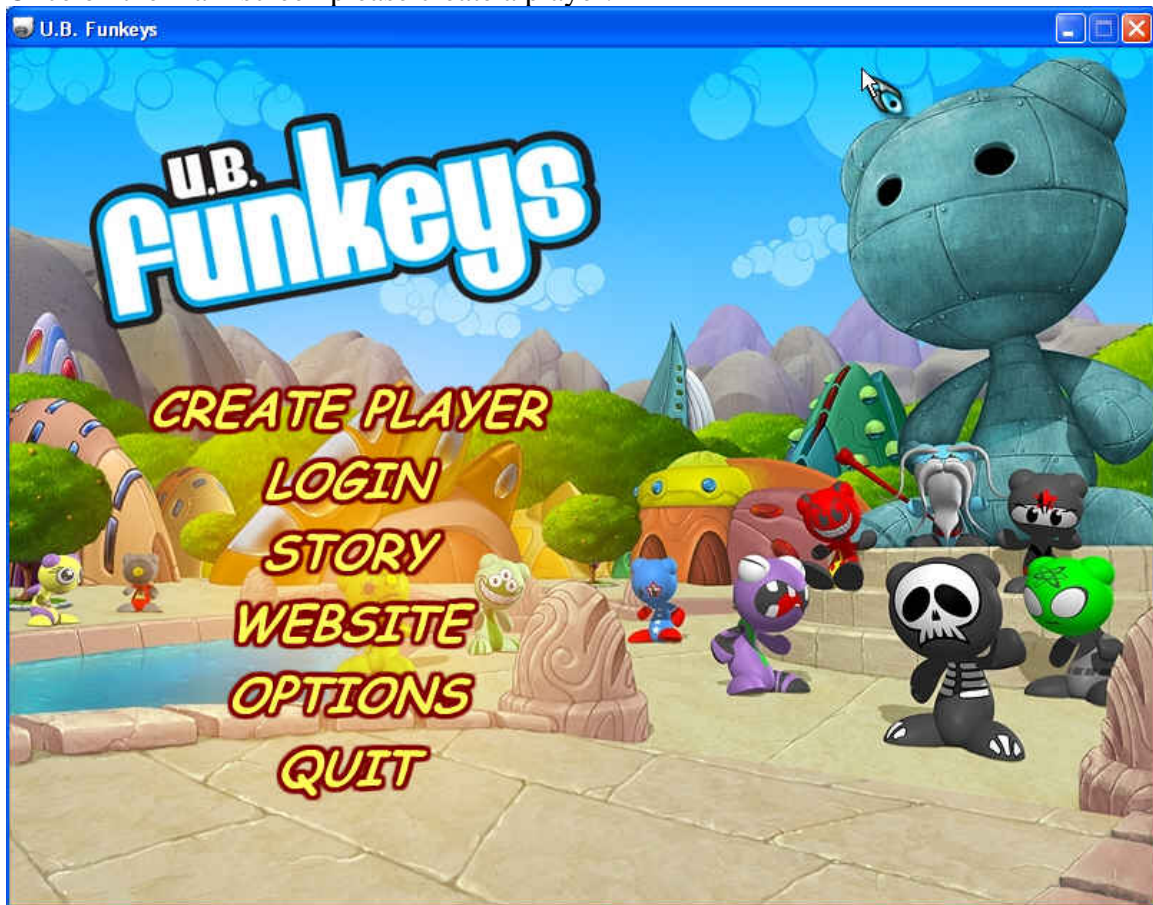 U.B. Funkeys
U.B.
funkeys
CREATE PLAYER
LOGIN
STORY
WEBSITE
OPTIONS
QUIT